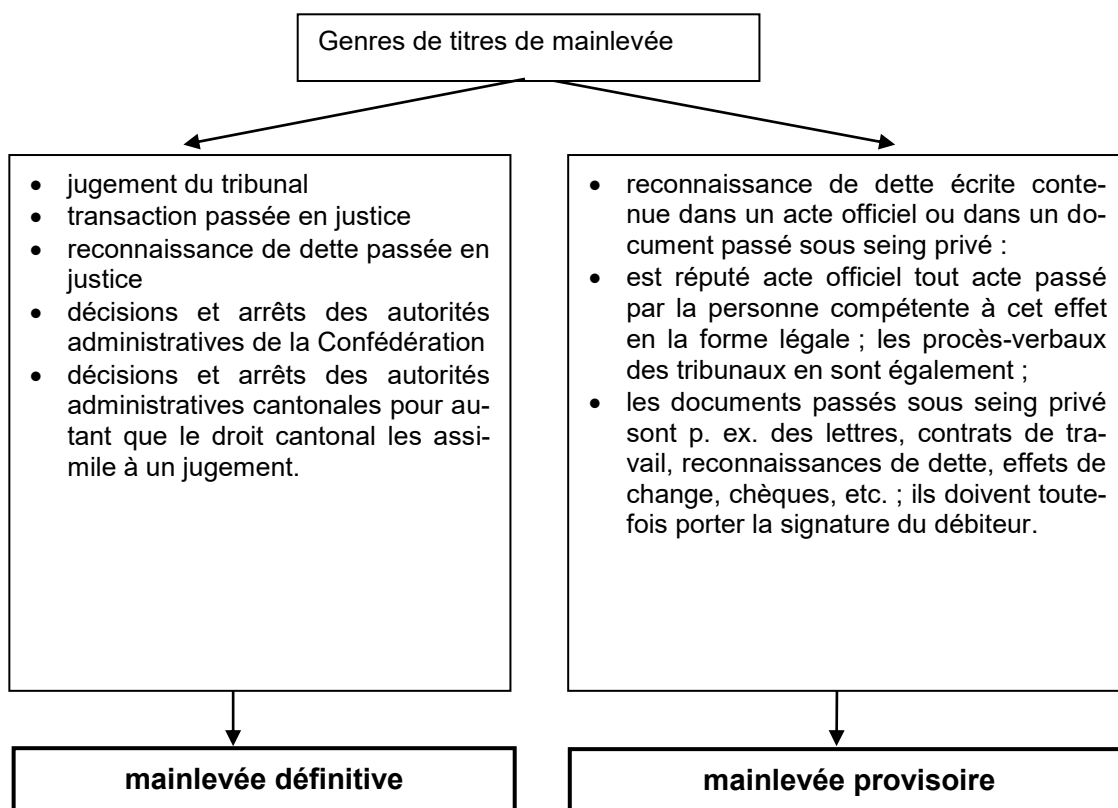 Genres de titres de mainlevée
• jugement du tribunal
• transaction passée en justice
• reconnaissance de dette passée en
justice
• décisions et arrêts des autorités
administratives de la Confédération
• décisions et arrêts des autorités
administratives cantonales pour au-
tant que le droit cantonal les assi-
mile à un jugement.
• reconnaissance de dette écrite conte-
nue dans un acte officiel ou dans un do-
cument passé sous seing privé :
• est réputé acte officiel tout acte passé
par la personne compétente à cet effet
en la forme légale ; les procès-verbaux
des tribunaux en sont également ;
• les documents passés sous seing privé
sont p. ex. des lettres, contrats de tra-
vail, reconnaissances de dette, effets de
change, chèques, etc. ; ils doivent toute-
fois porter la signature du débiteur.
mainlevée définitive
mainlevée provisoire